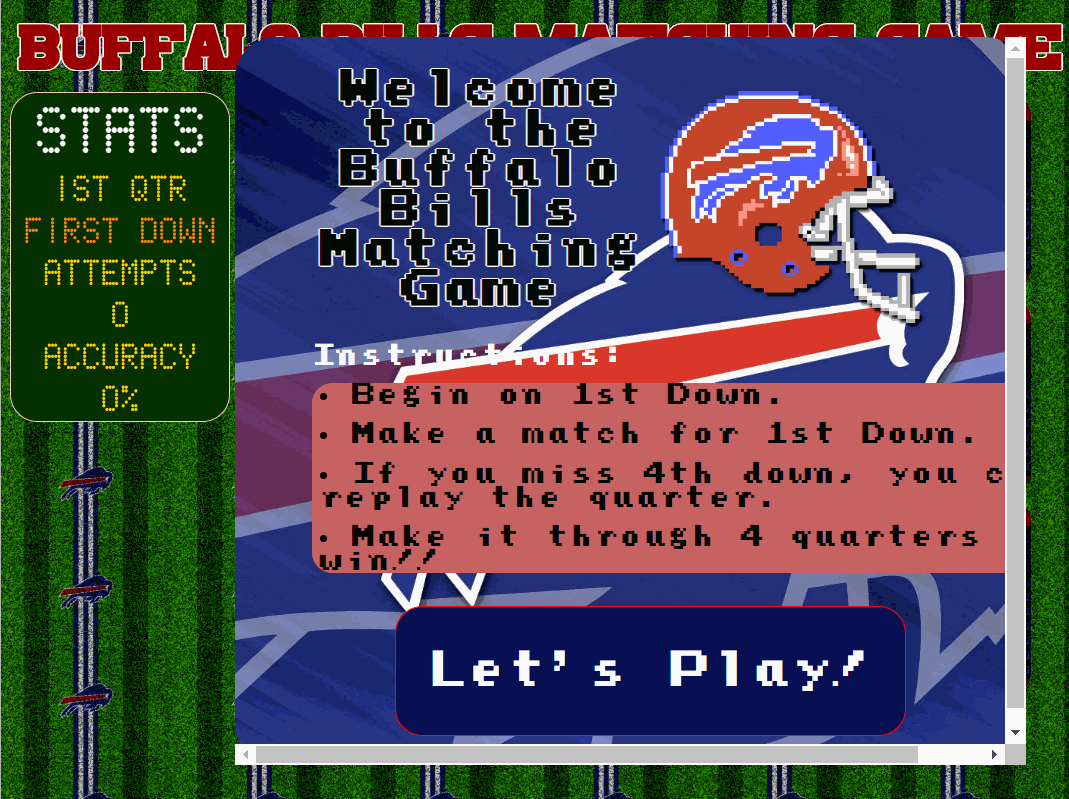 BUFFALO BILLS MATCHING GAME
STATS
1ST QTR
FIRST DOWN
ATTEMPTS
0
ACCURACY
0%
Welcome
to the
Buffalo
Bills
Matching
Game
Instructions:
• Begin on 1st Down.
• Make a match for 1st Down.
• If you miss 4th down, you
replay the quarter.
• Make it through 4 quarters
win!!
Let's Play!